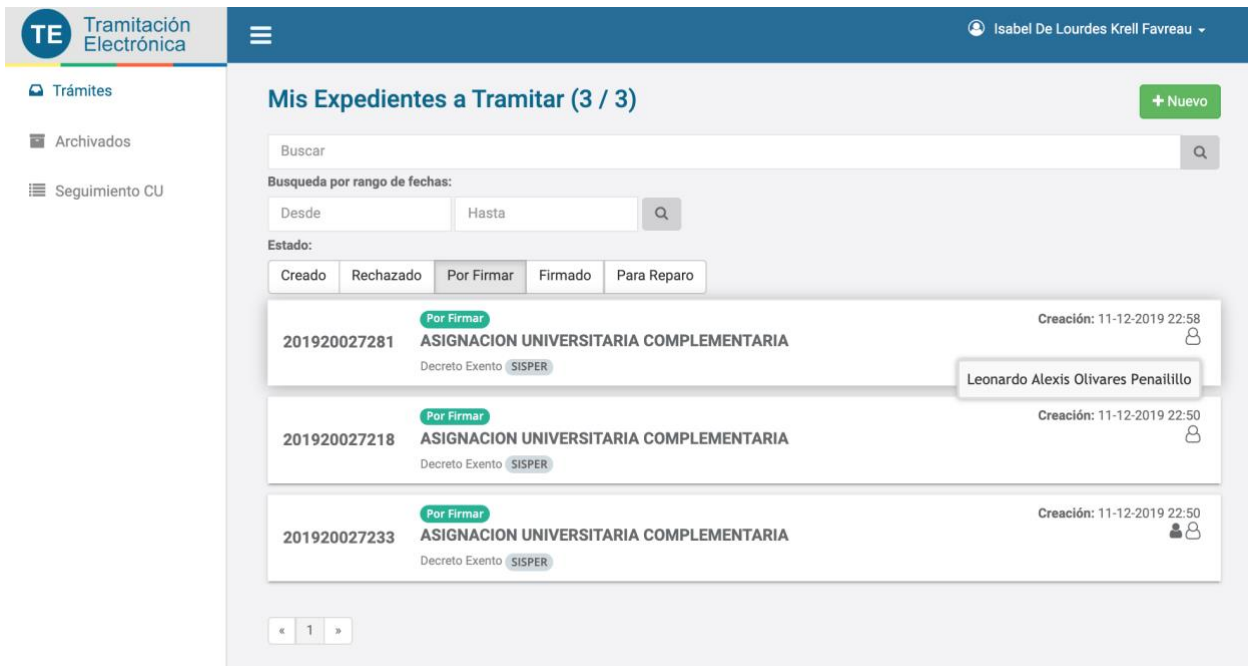 TE
Tramitación
Electrónica
Isabel De Lourdes Krell Favreau
Trámites
Archivados
Seguimiento CU
Mis Expedientes a Tramitar (3 / 3)
+ Nuevo
Buscar
Busqueda por rango de fechas:
Desde Hasta
Estado:
Creado Rechazado Por Firmar Firmado Para Reparo
Por Firmar
201920027281 ASIGNACION UNIVERSITARIA COMPLEMENTARIA
Decreto Exento SISPER
Creación: 11-12-2019 22:58
Leonardo Alexis Olivares Penailillo
Por Firmar
201920027218 ASIGNACION UNIVERSITARIA COMPLEMENTARIA
Decreto Exento SISPER
Creación: 11-12-2019 22:50
Por Firmar
201920027233 ASIGNACION UNIVERSITARIA COMPLEMENTARIA
Decreto Exento SISPER
Creación: 11-12-2019 22:50
« 1 »